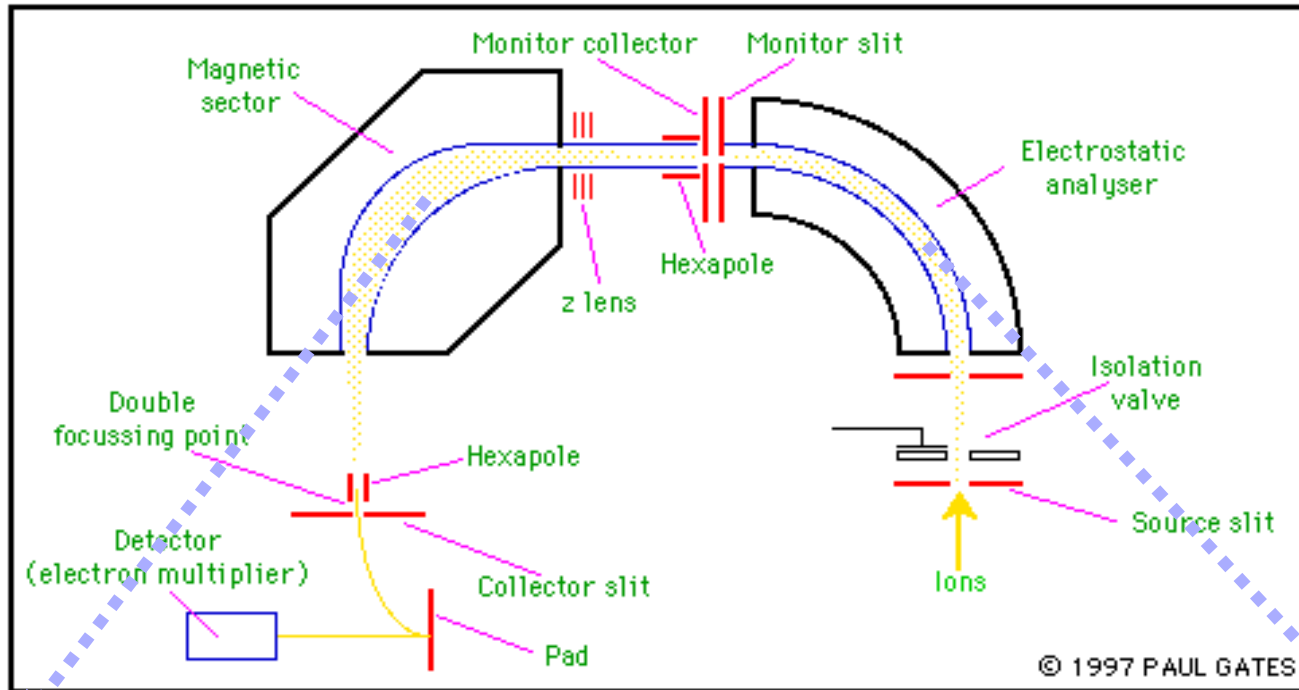 Monitor collector
Monitor slit
Magnetic
sector
Electrostatic
analyser
Hexapole
z lens
Isolation
valve
Double
focussing point
Hexapole
Source slit
Detector
(electron multiplier)
Collector slit
Ions
Pad
© 1997 PAUL GATES